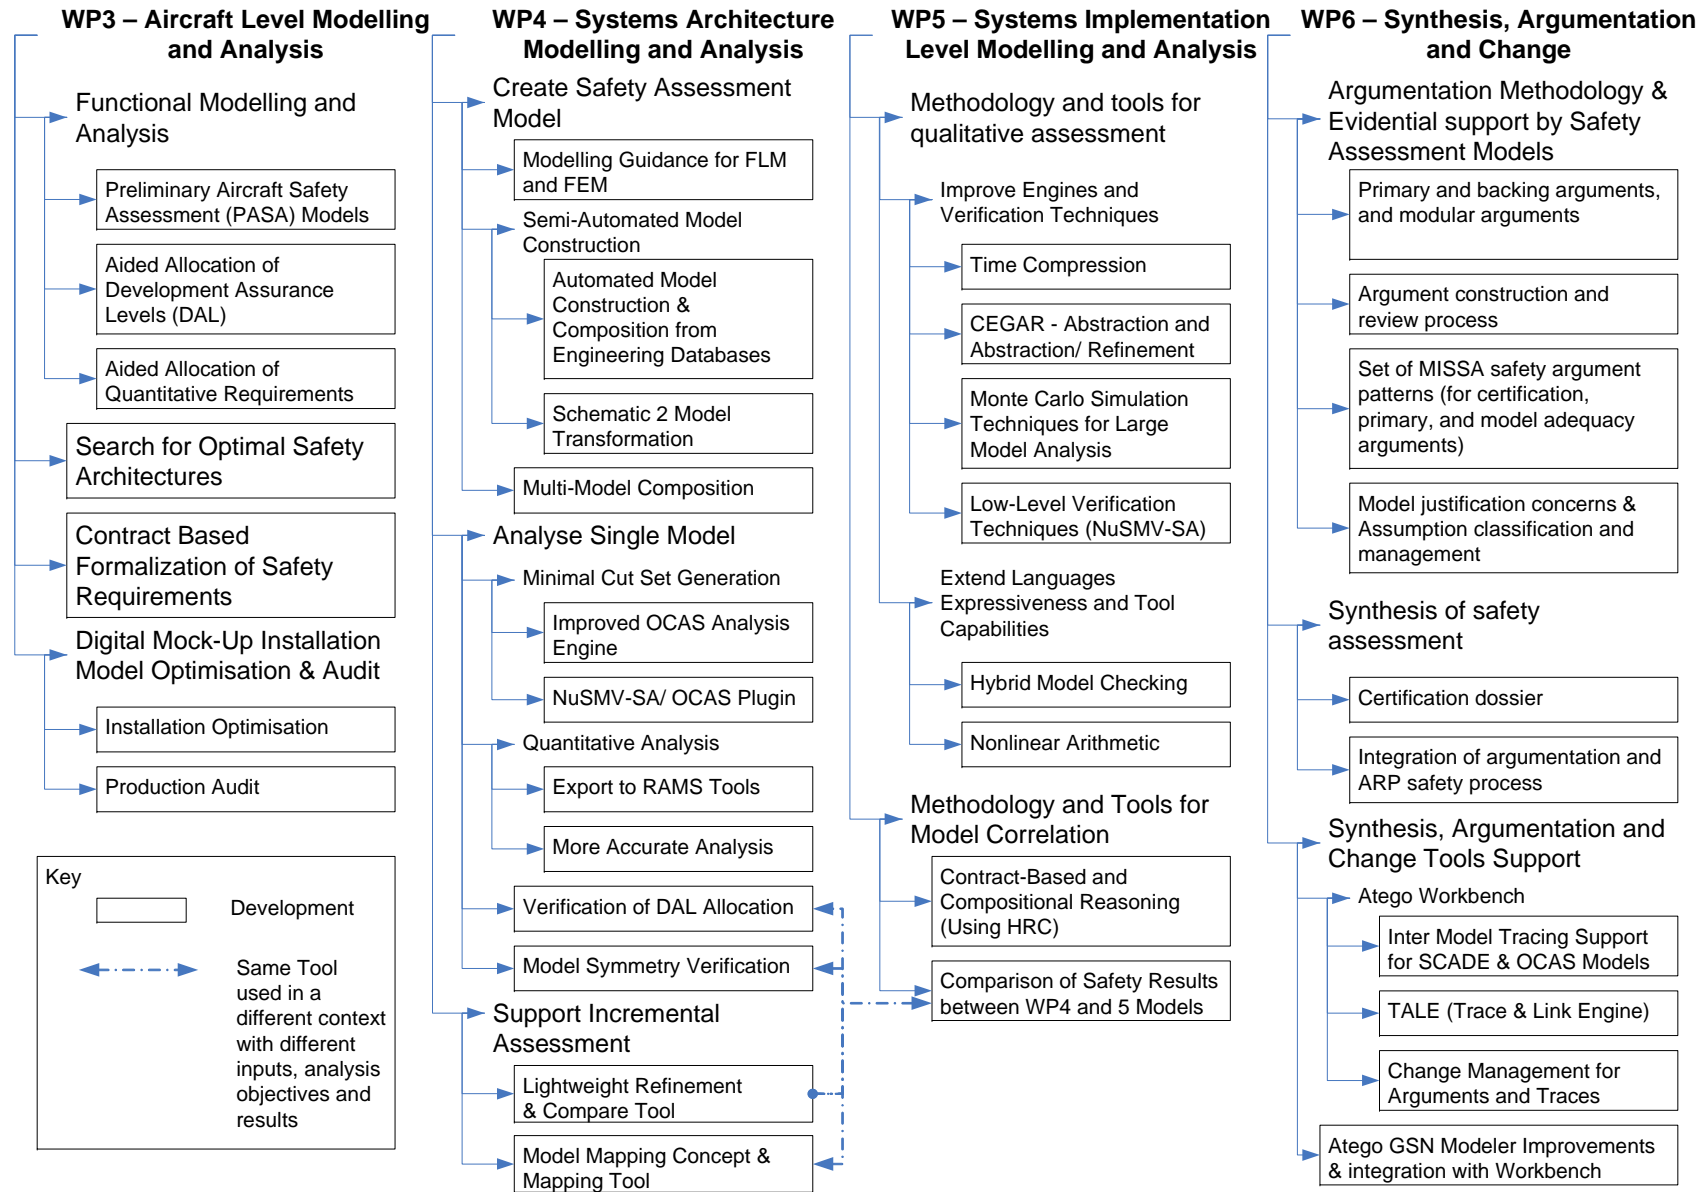 WP3 – Aircraft Level Modelling
and Analysis
Functional Modelling and
Analysis
Preliminary Aircraft Safety
Assessment (PASA) Models
Aided Allocation of
Development Assurance
Levels (DAL)
Aided Allocation of
Quantitative Requirements
Search for Optimal Safety
Architectures
Contract Based
Formalization of Safety
Requirements
Digital Mock-Up Installation
Model Optimisation & Audit
Installation Optimisation
Production Audit
Key
Development
Same Tool
used in a
different context
with different
inputs, analysis
objectives and
results
WP4 – Systems Architecture
Modelling and Analysis
Create Safety Assessment
Model
Modelling Guidance for FLM
and FEM
Semi-Automated Model
Construction
Automated Model
Construction &
Composition from
Engineering Databases
Schematic 2 Model
Transformation
Multi-Model Composition
Analyse Single Model
Minimal Cut Set Generation
Improved OCAS Analysis
Engine
NuSMV-SA/ OCAS Plugin
Quantitative Analysis
Export to RAMS Tools
More Accurate Analysis
Verification of DAL Allocation
Model Symmetry Verification
Support Incremental
Assessment
Lightweight Refinement
& Compare Tool
Model Mapping Concept &
Mapping Tool
WP5 – Systems Implementation
Level Modelling and Analysis
Methodology and tools for
qualitative assessment
Improve Engines and
Verification Techniques
Time Compression
CEGAR - Abstraction and
Abstraction/ Refinement
Monte Carlo Simulation
Techniques for Large
Model Analysis
Low-Level Verification
Techniques (NuSMV-SA)
Extend Languages
Expressiveness and Tool
Capabilities
Hybrid Model Checking
Nonlinear Arithmetic
Methodology and Tools for
Model Correlation
Contract-Based and
Compositional Reasoning
(Using HRC)
Comparison of Safety Results
between WP4 and 5 Models
WP6 – Synthesis, Argumentation
and Change
Argumentation Methodology &
Evidential support by Safety
Assessment Models
Primary and backing arguments,
and modular arguments
Argument construction and
review process
Set of MISSA safety argument
patterns (for certification,
primary, and model adequacy
arguments)
Model justification concerns &
Assumption classification and
management
Synthesis of safety
assessment
Certification dossier
Integration of argumentation and
ARP safety process
Synthesis, Argumentation and
Change Tools Support
Atego Workbench
Inter Model Tracing Support
for SCADE & OCAS Models
TALE (Trace & Link Engine)
Change Management for
Arguments and Traces
Atego GSN Modeler Improvements
& integration with Workbench